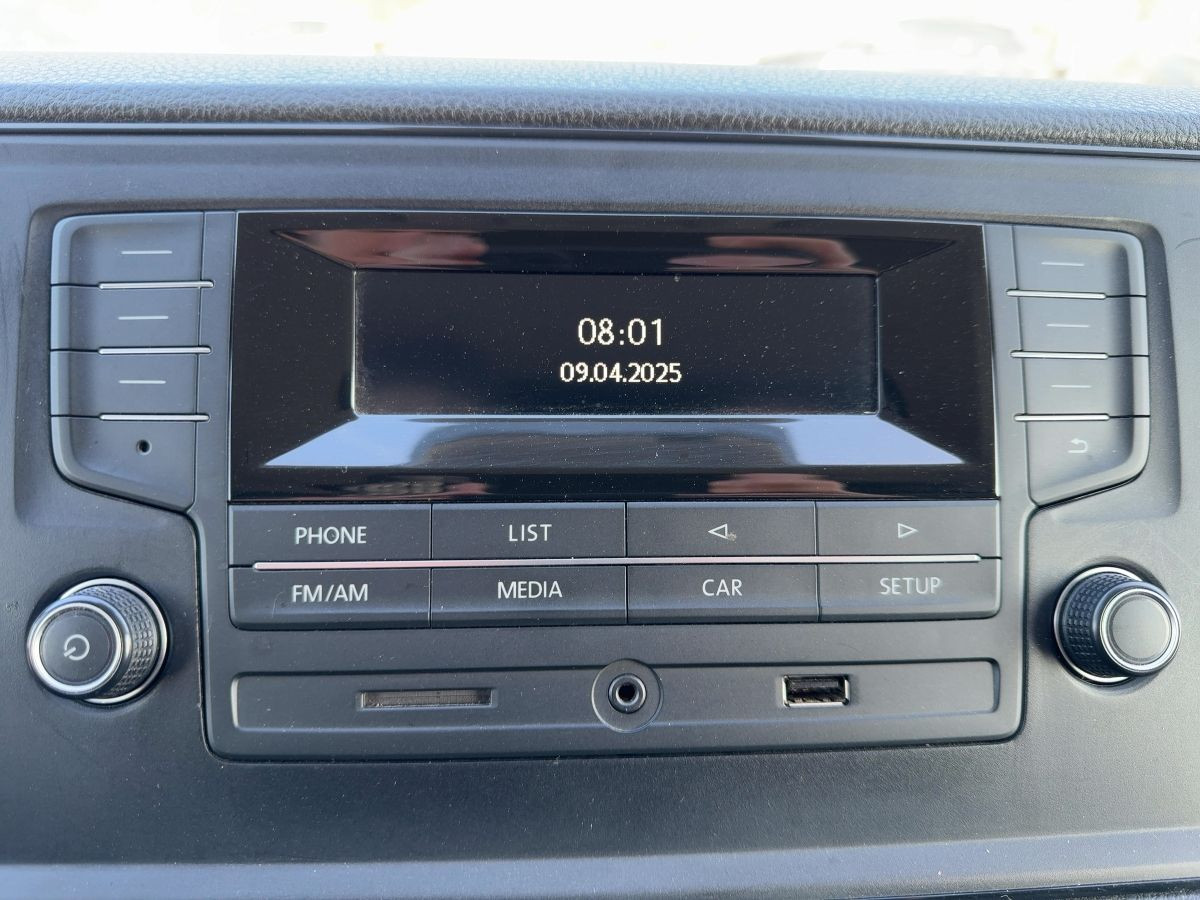 08:01
09.04.2025
PHONE LIST
FM/AM MEDIA CAR SETUP